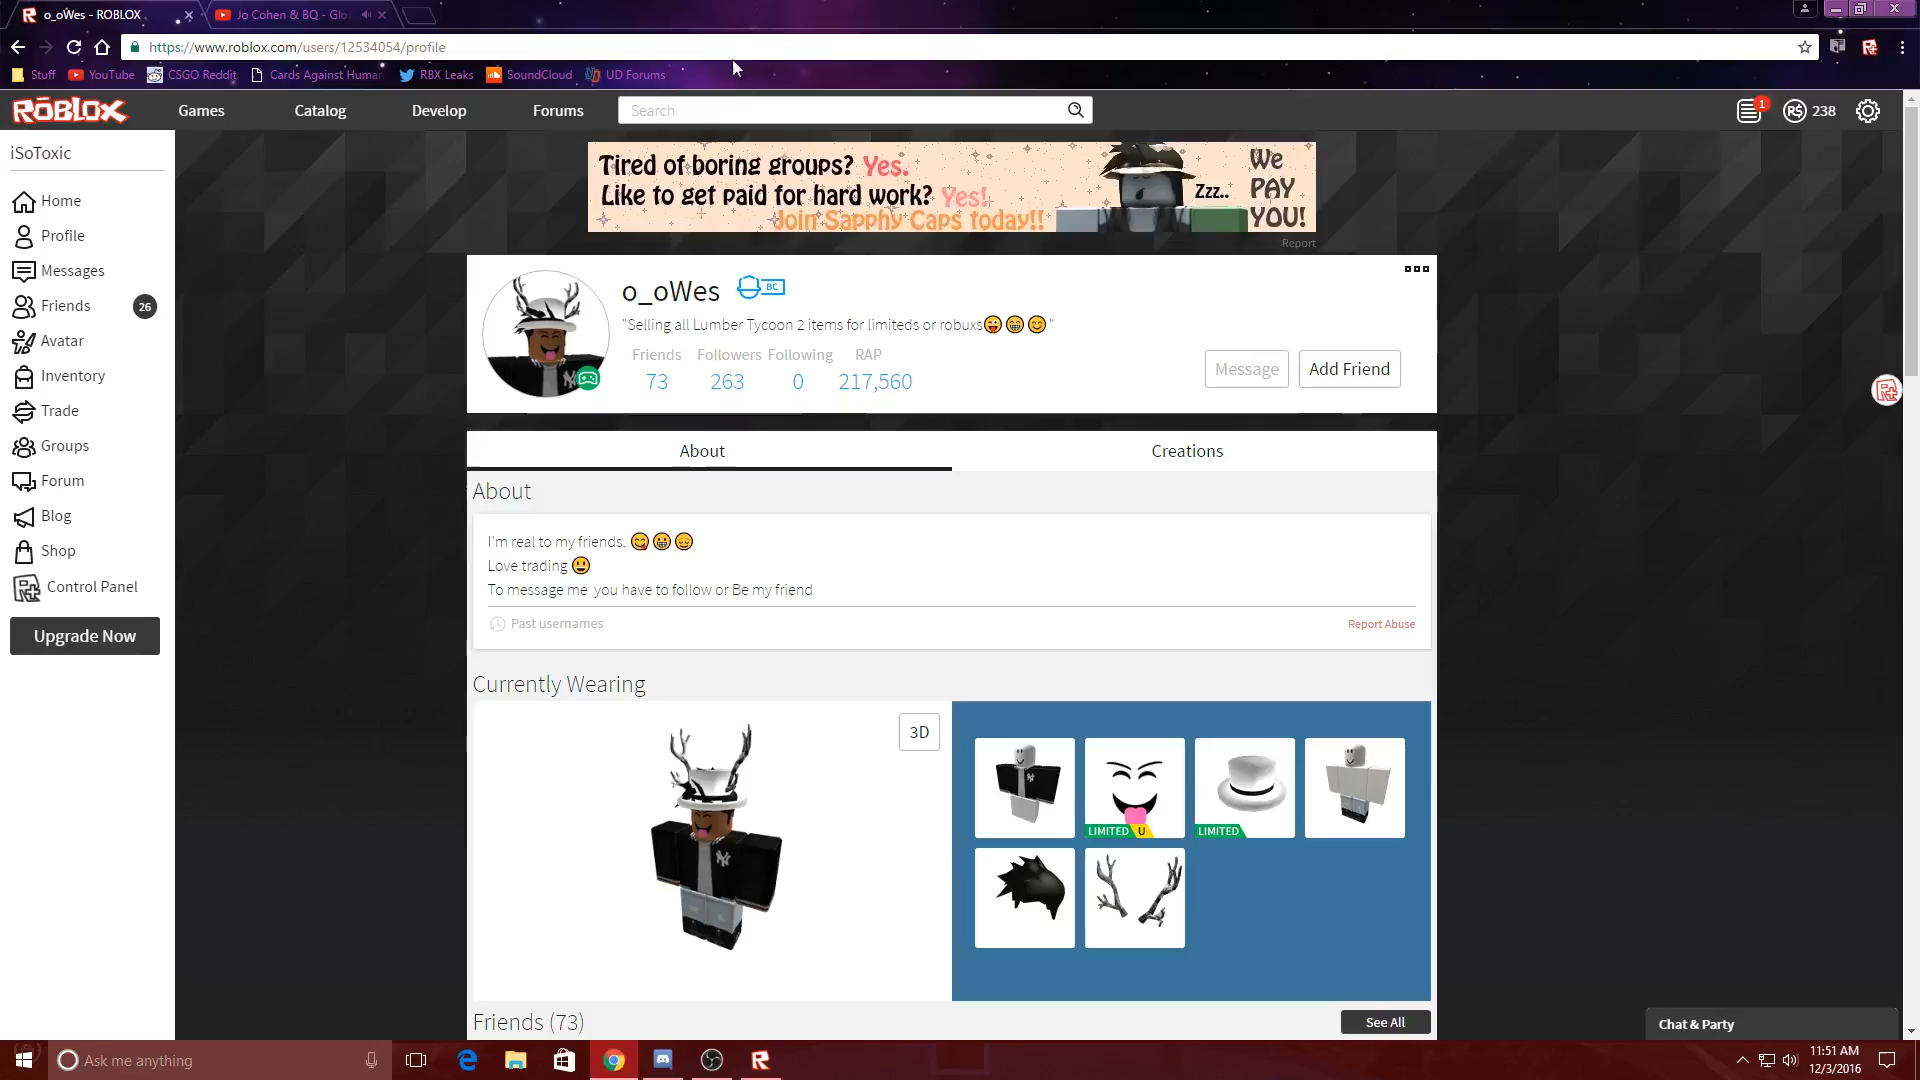 o_oWes - ROBLOX
Jo Cohen & BQ - Glo
https://www.roblox.com/users/12534054/profile
Stuff YouTube CSGO Reddit Cards Against Human RBX Leaks SoundCloud UD Forums
ROBLOX Games Catalog Develop Forums Search 1 R$ 238
iSoToxic
Home
Profile
Messages
Friends 26
Avatar
Inventory
Trade
Groups
Forum
Blog
Shop
Control Panel
Upgrade Now
Tired of boring groups? Yes.
Like to get paid for hard work? Yes!
Join Sapphy Caps today!!
Zzz..
We
PAY
YOU!
Report
o_oWes BC
"Selling all Lumber Tycoon 2 items for limiteds or robuxs😜😁😊"
Friends Followers Following RAP
73 263 0 217,560
Message Add Friend
About Creations
About
I'm real to my friends. 😋😀😔
Love trading 😃
To message me you have to follow or Be my friend
Past usernames Report Abuse
Currently Wearing
3D
NY
LIMITED U LIMITED
Friends (73) See All
Chat & Party
Ask me anything
11:51 AM
12/3/2016